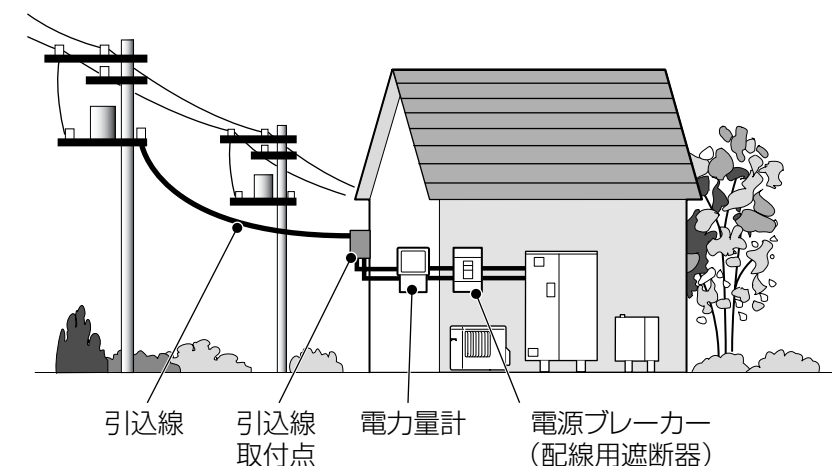 引込線
引込線
取付点
電力量計
電源ブレーカー
（配線用遮断器）